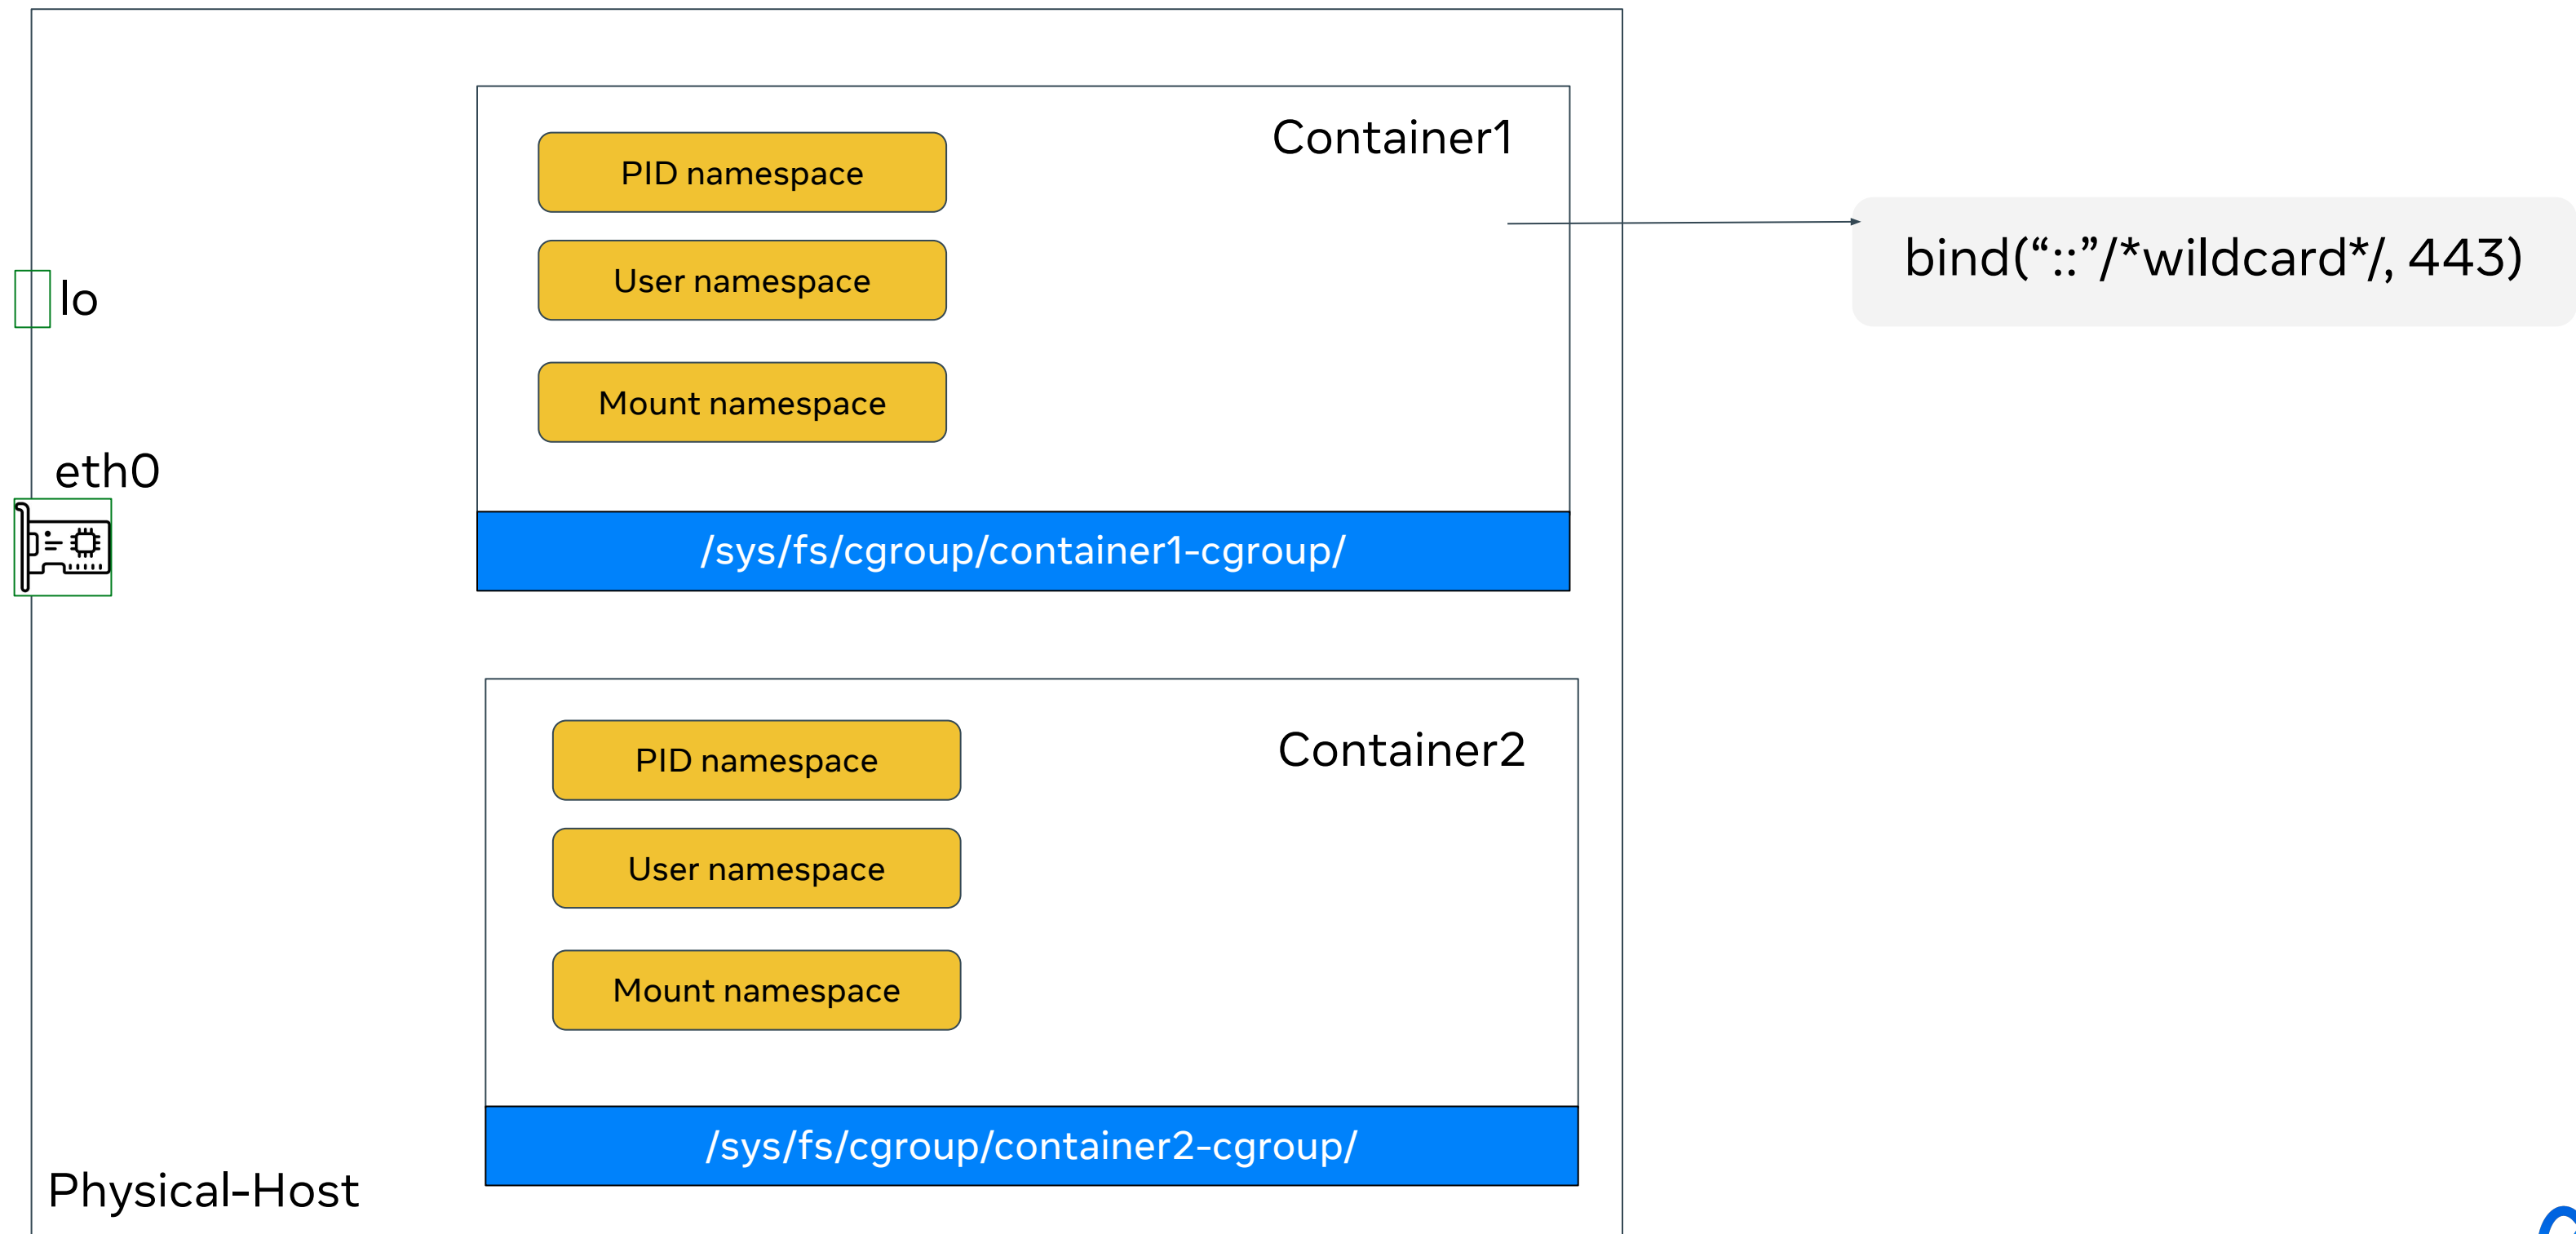 Container1
PID namespace
User namespace
Mount namespace
/sys/fs/cgroup/container1-cgroup/
bind(“::”/*wildcard*/, 443)
lo
eth0
Container2
PID namespace
User namespace
Mount namespace
/sys/fs/cgroup/container2-cgroup/
Physical-Host